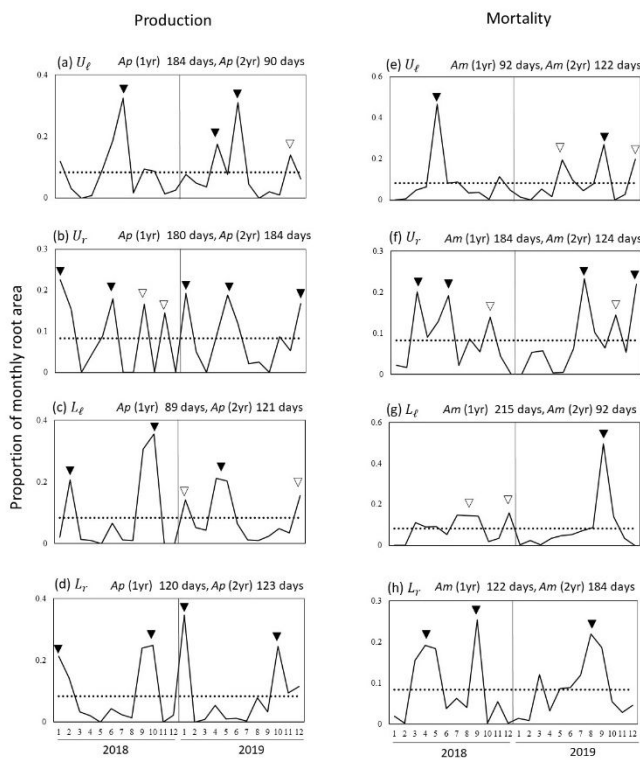 Production
Mortality
Proportion of monthly root area
(a) Uℓ Ap (1yr) 184 days, Ap (2yr) 90 days
0.4
0.2
0
(b) Uᵣ Ap (1yr) 180 days, Ap (2yr) 184 days
0.3
0.2
0.1
0
(c) Lℓ Ap (1yr) 89 days, Ap (2yr) 121 days
0.4
0.2
0
(d) Lᵣ Ap (1yr) 120 days, Ap (2yr) 123 days
0.4
0.2
0
1 2 3 4 5 6 7 8 9 10 11 12 1 2 3 4 5 6 7 8 9 10 11 12
2018 2019
(e) Uℓ Am (1yr) 92 days, Am (2yr) 122 days
0.6
0.4
0.2
0
(f) Uᵣ Am (1yr) 184 days, Am (2yr) 124 days
0.3
0.2
0.1
0
(g) Lℓ Am (1yr) 215 days, Am (2yr) 92 days
0.6
0.4
0.2
0
(h) Lᵣ Am (1yr) 122 days, Am (2yr) 184 days
0.3
0.2
0.1
0
1 2 3 4 5 6 7 8 9 10 11 12 1 2 3 4 5 6 7 8 9 10 11 12
2018 2019